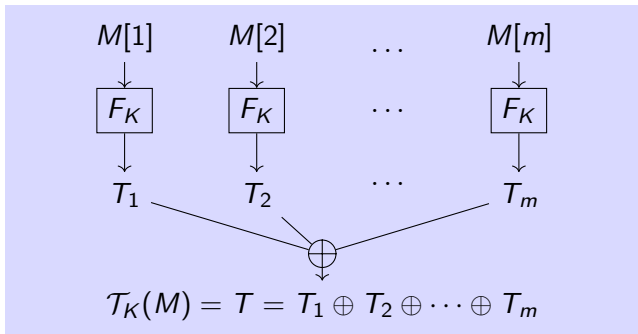 M[1] M[2] ⋯ M[m]
F_K F_K ⋯ F_K
T_1 T_2 ⋯ T_m
⊕
𝒯_K(M) = T = T_1 ⊕ T_2 ⊕ ⋯ ⊕ T_m